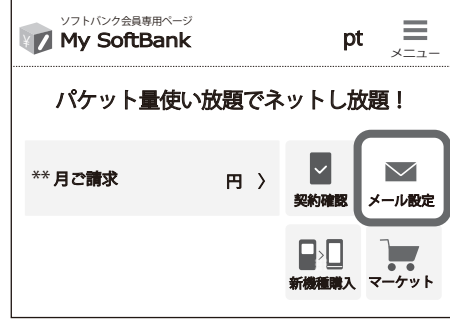 ソフトバンク会員専用ページ
My SoftBank
pt
メニュー
パケット量使い放題でネットし放題！
**月ご請求
円 〉
契約確認
メール設定
新機種購入
マーケット